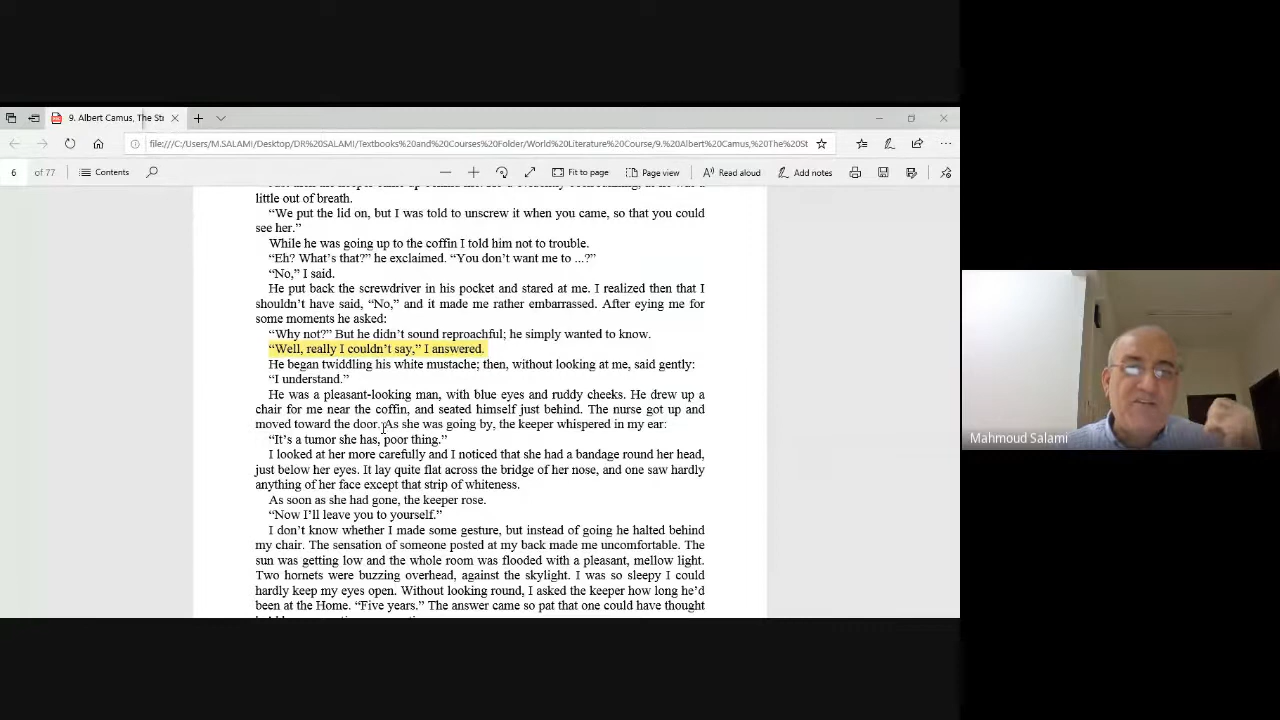 9. Albert Camus, The Str
file:///C:/Users/M.SALAMI/Desktop/DR%20SALAMI/Textbooks%20and%20Courses%20Folder/World%20Literature%20Course/9.%20Albert%20Camus,%20The%20St
6 of 77 Contents Fit to page Page view Read aloud Add notes
little out of breath.
“We put the lid on, but I was told to unscrew it when you came, so that you could
see her.”
While he was going up to the coffin I told him not to trouble.
“Eh? What’s that?” he exclaimed. “You don’t want me to ...?”
“No,” I said.
He put back the screwdriver in his pocket and stared at me. I realized then that I
shouldn’t have said, “No,” and it made me rather embarrassed. After eying me for
some moments he asked:
“Why not?” But he didn’t sound reproachful; he simply wanted to know.
“Well, really I couldn’t say,” I answered.
He began twiddling his white mustache; then, without looking at me, said gently:
“I understand.”
He was a pleasant-looking man, with blue eyes and ruddy cheeks. He drew up a
chair for me near the coffin, and seated himself just behind. The nurse got up and
moved toward the door. As she was going by, the keeper whispered in my ear:
“It’s a tumor she has, poor thing.”
I looked at her more carefully and I noticed that she had a bandage round her head,
just below her eyes. It lay quite flat across the bridge of her nose, and one saw hardly
anything of her face except that strip of whiteness.
As soon as she had gone, the keeper rose.
“Now I’ll leave you to yourself.”
I don’t know whether I made some gesture, but instead of going he halted behind
my chair. The sensation of someone posted at my back made me uncomfortable. The
sun was getting low and the whole room was flooded with a pleasant, mellow light.
Two hornets were buzzing overhead, against the skylight. I was so sleepy I could
hardly keep my eyes open. Without looking round, I asked the keeper how long he’d
been at the Home. “Five years.” The answer came so pat that one could have thought
Mahmoud Salami